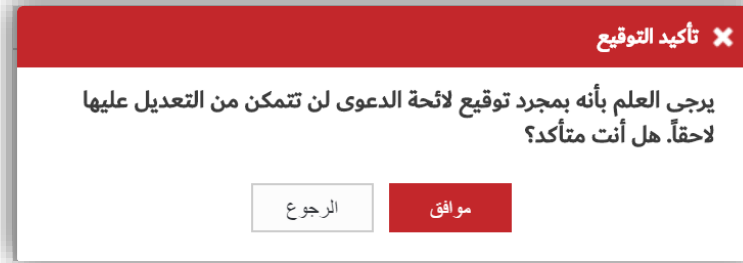 تأكيد التوقيع
يرجى العلم بأنه بمجرد توقيع لائحة الدعوى لن تتمكن من التعديل عليها
لاحقاً. هل أنت متأكد؟
موافق
الرجوع